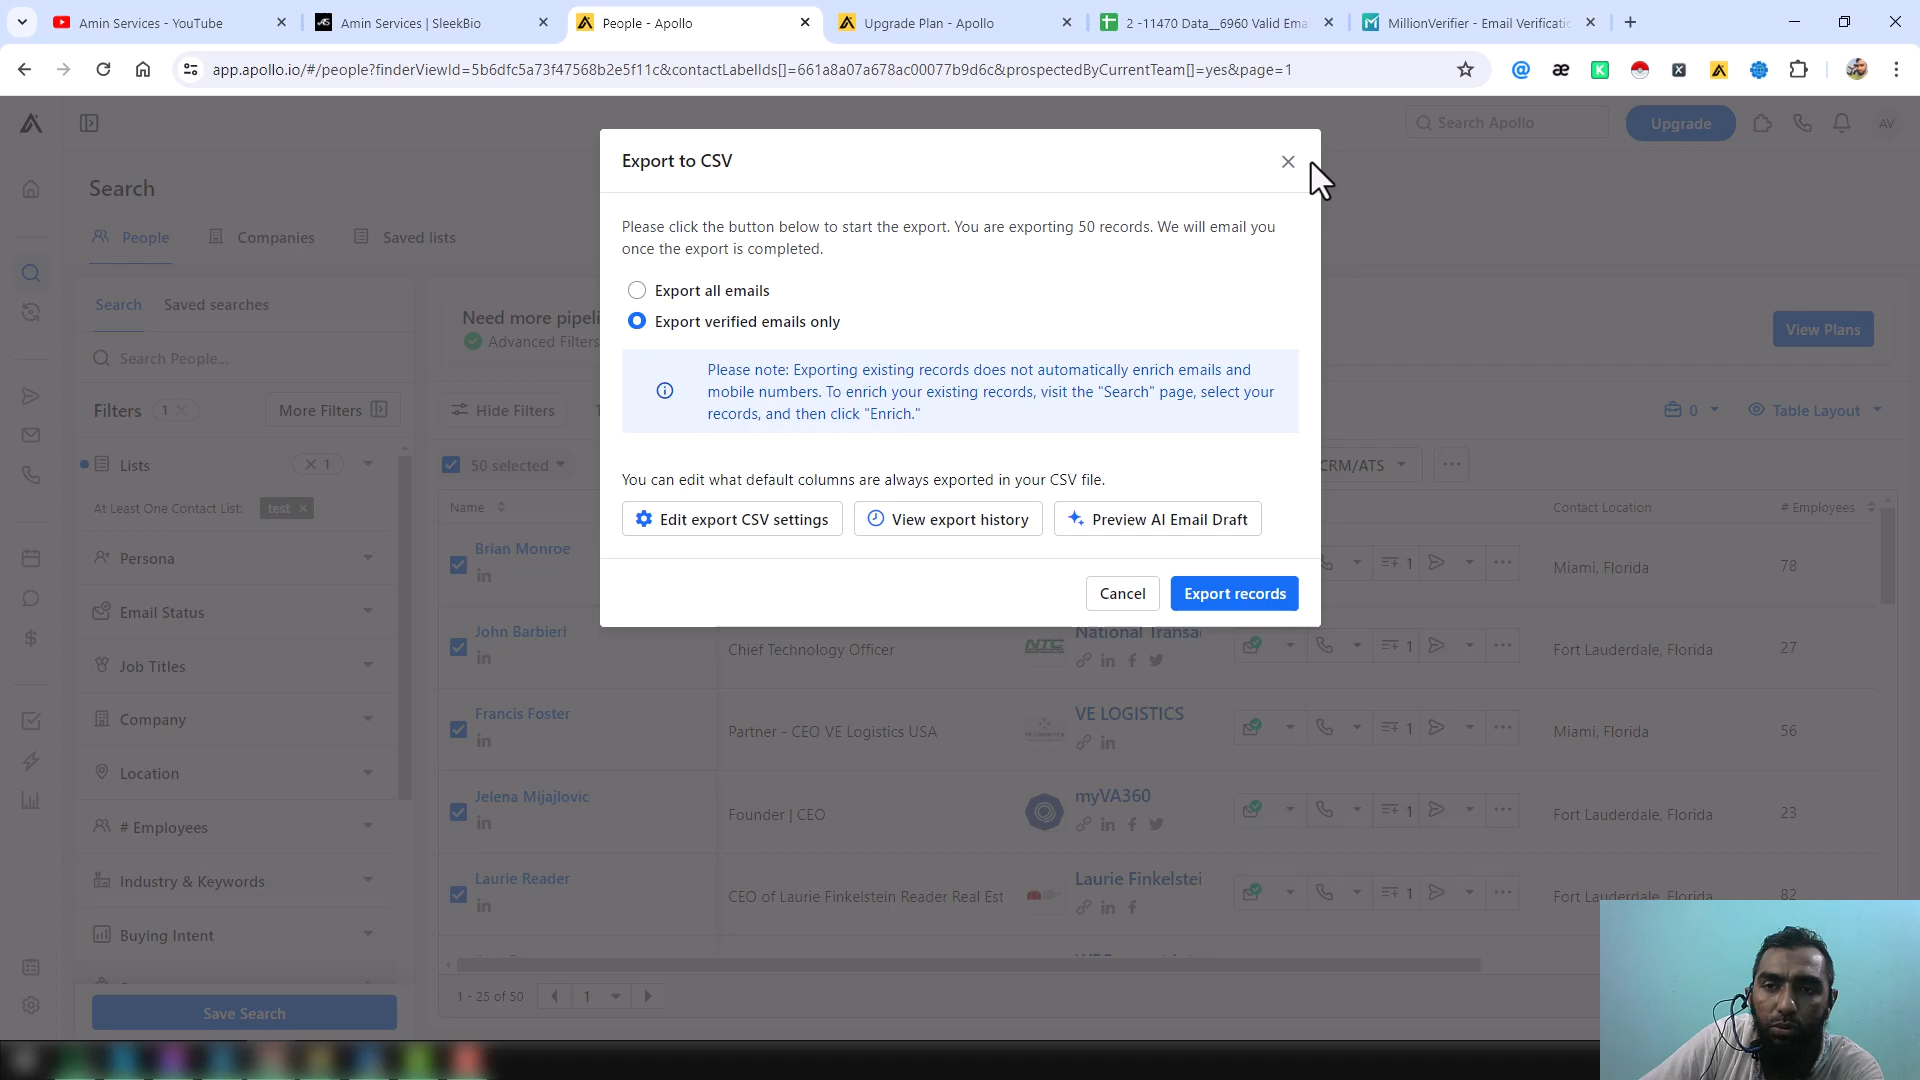 Amin Services - YouTube
Amin Services | SleekBio
People - Apollo
Upgrade Plan - Apollo
2 -11470 Data__6960 Valid Ema
MillionVerifier - Email Verificatic
app.apollo.io/#/people?finderViewId=5b6dfc5a73f47568b2e5f11c&contactLabelIds[]=661a8a07a678ac00077b9d6c&prospectedByCurrentTeam[]=yes&page=1
Search Apollo
Upgrade
AV
Search
People
Companies
Saved lists
Search
Saved searches
Search People...
Filters
1
More Filters
Lists
1
At Least One Contact List:
test
Persona
Email Status
Job Titles
Company
Location
# Employees
Industry & Keywords
Buying Intent
Save Search
Need more pipeli
Advanced Filters
View Plans
Hide Filters
0
Table Layout
50 selected
CRM/ATS
Export to CSV
Please click the button below to start the export. You are exporting 50 records. We will email you
once the export is completed.
Export all emails
Export verified emails only
Please note: Exporting existing records does not automatically enrich emails and
mobile numbers. To enrich your existing records, visit the "Search" page, select your
records, and then click "Enrich."
You can edit what default columns are always exported in your CSV file.
Edit export CSV settings
View export history
Preview AI Email Draft
Cancel
Export records
Name
Contact Location
# Employees
Brian Monroe
1
Miami, Florida
78
John Barbieri
Chief Technology Officer
NTC
National Transa
1
Fort Lauderdale, Florida
27
Francis Foster
Partner - CEO VE Logistics USA
VE LOGISTICS
1
Miami, Florida
56
Jelena Mijajlovic
Founder | CEO
myVA360
1
Fort Lauderdale, Florida
23
Laurie Reader
CEO of Laurie Finkelstein Reader Real Est
Laurie Finkelstei
1
Fort Lauderdale, Florida
82
1 - 25 of 50
1